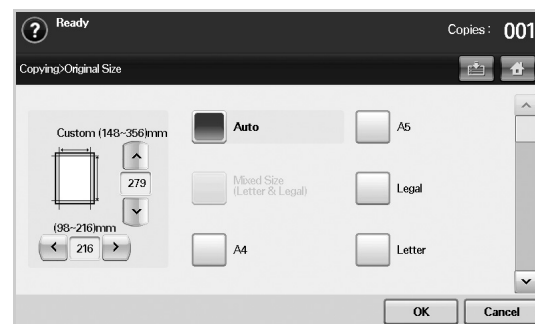 ?
Ready
Copies : 001
Copying>Original Size
Custom (148~356)mm
279
(98~216)mm
216
Auto
A5
Mixed Size
(Letter & Legal)
Legal
A4
Letter
OK
Cancel